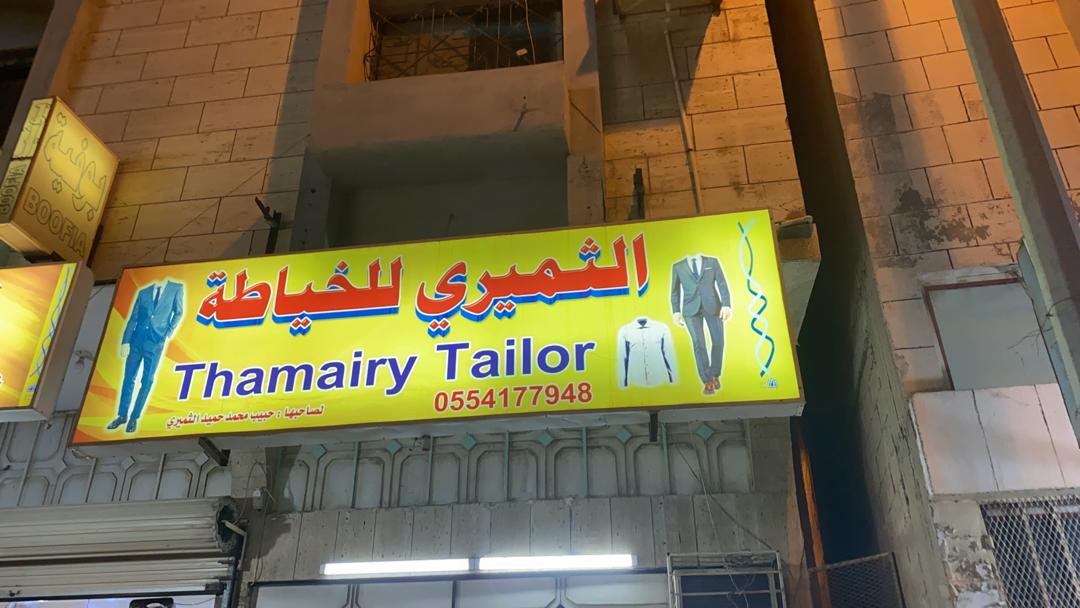 بوفية
BOOFIA
الثميري للخياطة
Thamairy Tailor
0554177948
لصاحبها : حبيب محمد حميد الثميري